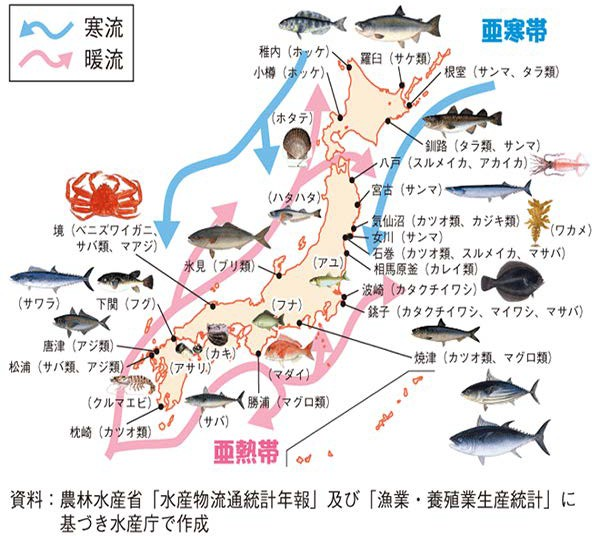 寒流
暖流
亜寒帯
稚内（ホッケ）
羅臼（サケ類）
小樽（ホッケ）
根室（サンマ、タラ類）
（ホタテ）
釧路（タラ類、サンマ）
八戸（スルメイカ、アカイカ）
宮古（サンマ）
（ハタハタ）
（ワカメ）
気仙沼（カツオ類、カジキ類）
女川（サンマ）
石巻（カツオ類、スルメイカ、マサバ）
相馬原釜（カレイ類）
境（ベニズワイガニ、
サバ類、マアジ）
氷見（ブリ類）
（アユ）
波崎（カタクチイワシ）
銚子（カタクチイワシ、マイワシ、マサバ）
（サワラ）
下関（フグ）
（フナ）
唐津（アジ類）
松浦（サバ類、アジ類）
（アサリ）
（カキ）
（マダイ）
焼津（カツオ類、マグロ類）
（クルマエビ）
（サバ）
勝浦（マグロ類）
枕崎（カツオ類）
亜熱帯
資料：農林水産省「水産物流通統計年報」及び「漁業・養殖業生産統計」に
基づき水産庁で作成